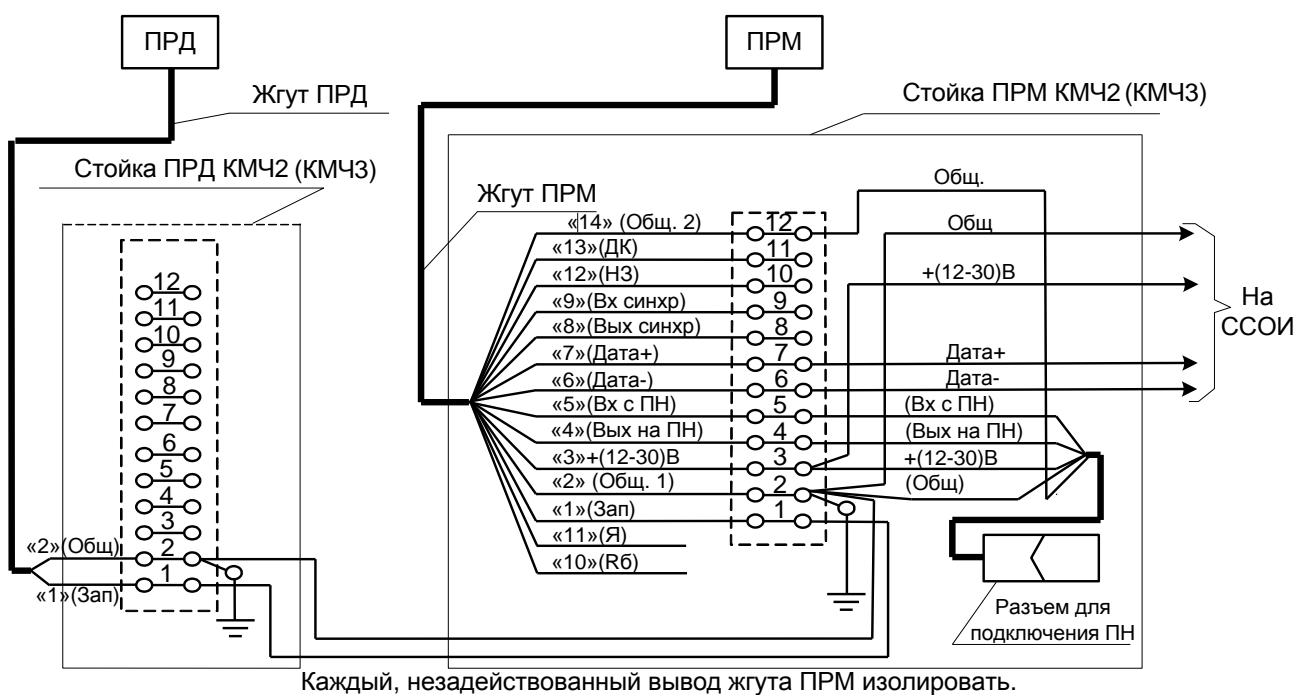 ПРД
ПРМ
Жгут ПРД
Стойка ПРМ КМЧ2 (КМЧ3)
Стойка ПРД КМЧ2 (КМЧ3)
12
11
10
9
8
7
6
5
4
3
2
1
«2»(Общ)
«1»(Зап)
Жгут ПРМ
«14» (Общ. 2)
«13»(ДК)
«12»(НЗ)
«9»(Вх синхр)
«8»(Вых синхр)
«7»(Дата+)
«6»(Дата-)
«5»(Вх с ПН)
«4»(Вых на ПН)
«3»+(12-30)В
«2» (Общ. 1)
«1»(Зап)
«11»(Я)
«10»(Rб)
12
11
10
9
8
7
6
5
4
3
2
1
Общ.
Общ
+(12-30)В
Дата+
Дата-
(Вх с ПН)
(Вых на ПН)
+(12-30)В
(Общ)
На
ССОИ
Разъем для
подключения ПН
Каждый, незадействованный вывод жгута ПРМ изолировать.